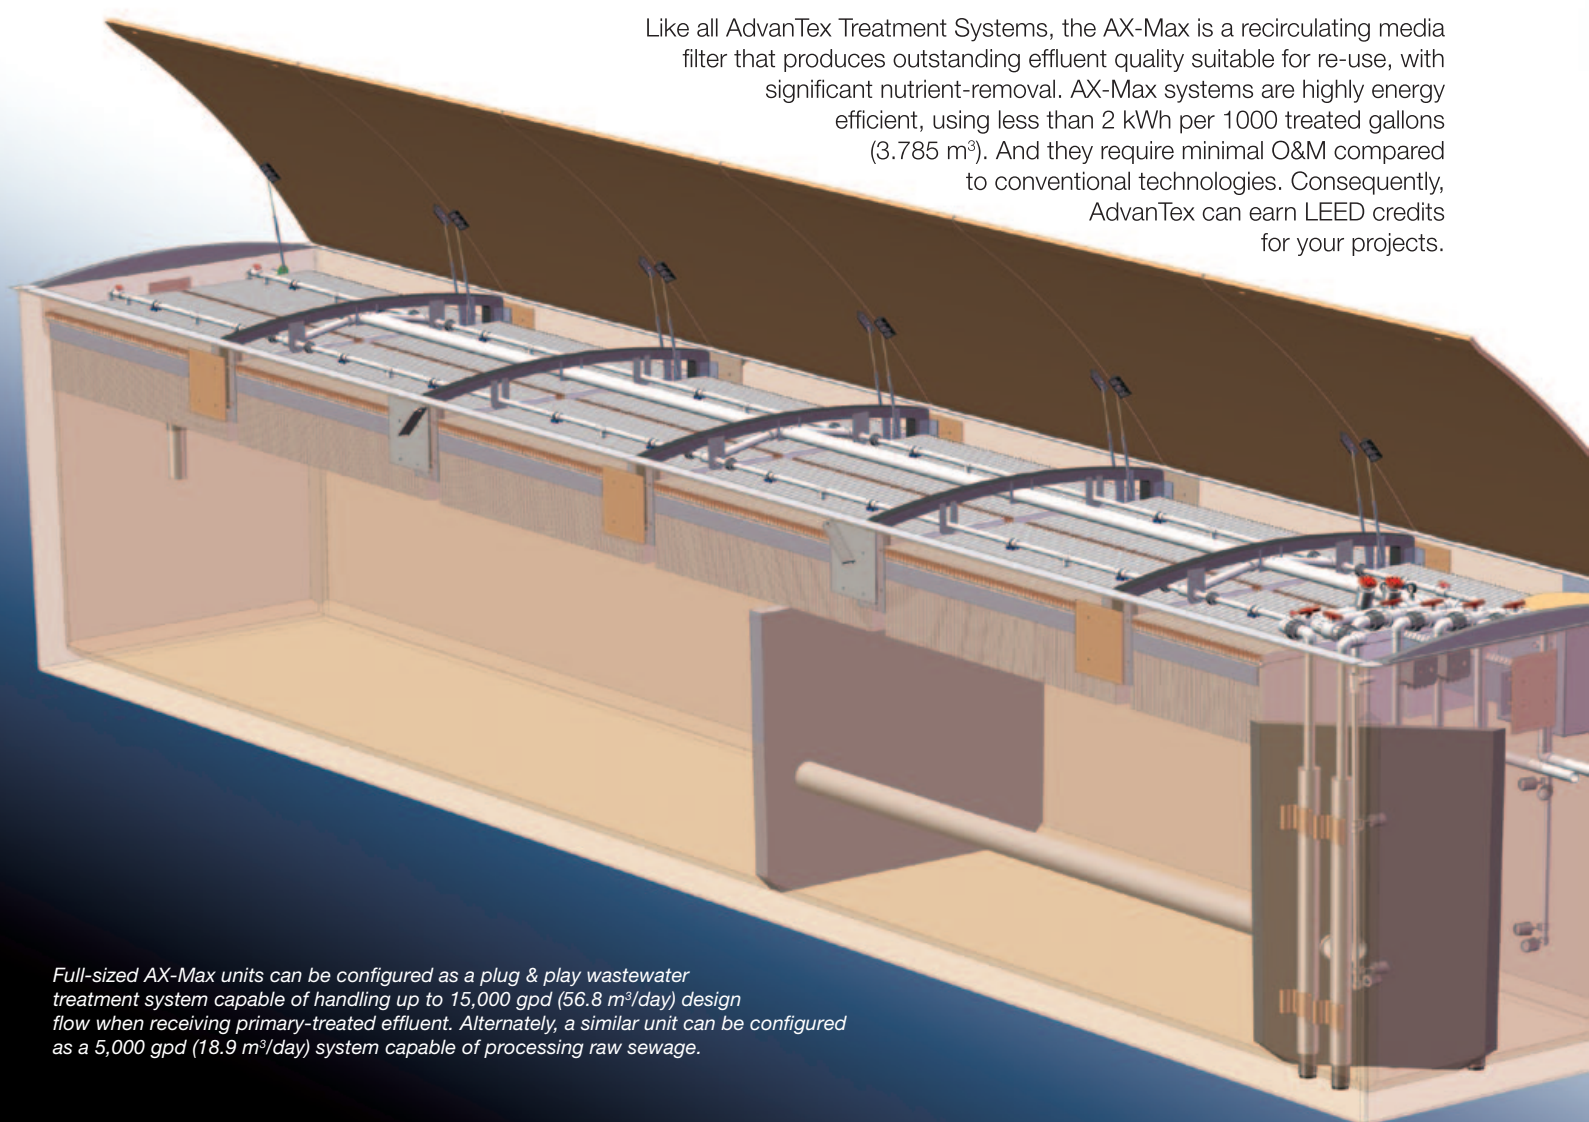 Like all AdvanTex Treatment Systems, the AX-Max is a recirculating media
filter that produces outstanding effluent quality suitable for re-use, with
significant nutrient-removal. AX-Max systems are highly energy
efficient, using less than 2 kWh per 1000 treated gallons
(3.785 m³). And they require minimal O&M compared
to conventional technologies. Consequently,
AdvanTex can earn LEED credits
for your projects.
Full-sized AX-Max units can be configured as a plug & play wastewater
treatment system capable of handling up to 15,000 gpd (56.8 m³/day) design
flow when receiving primary-treated effluent. Alternately, a similar unit can be configured
as a 5,000 gpd (18.9 m³/day) system capable of processing raw sewage.